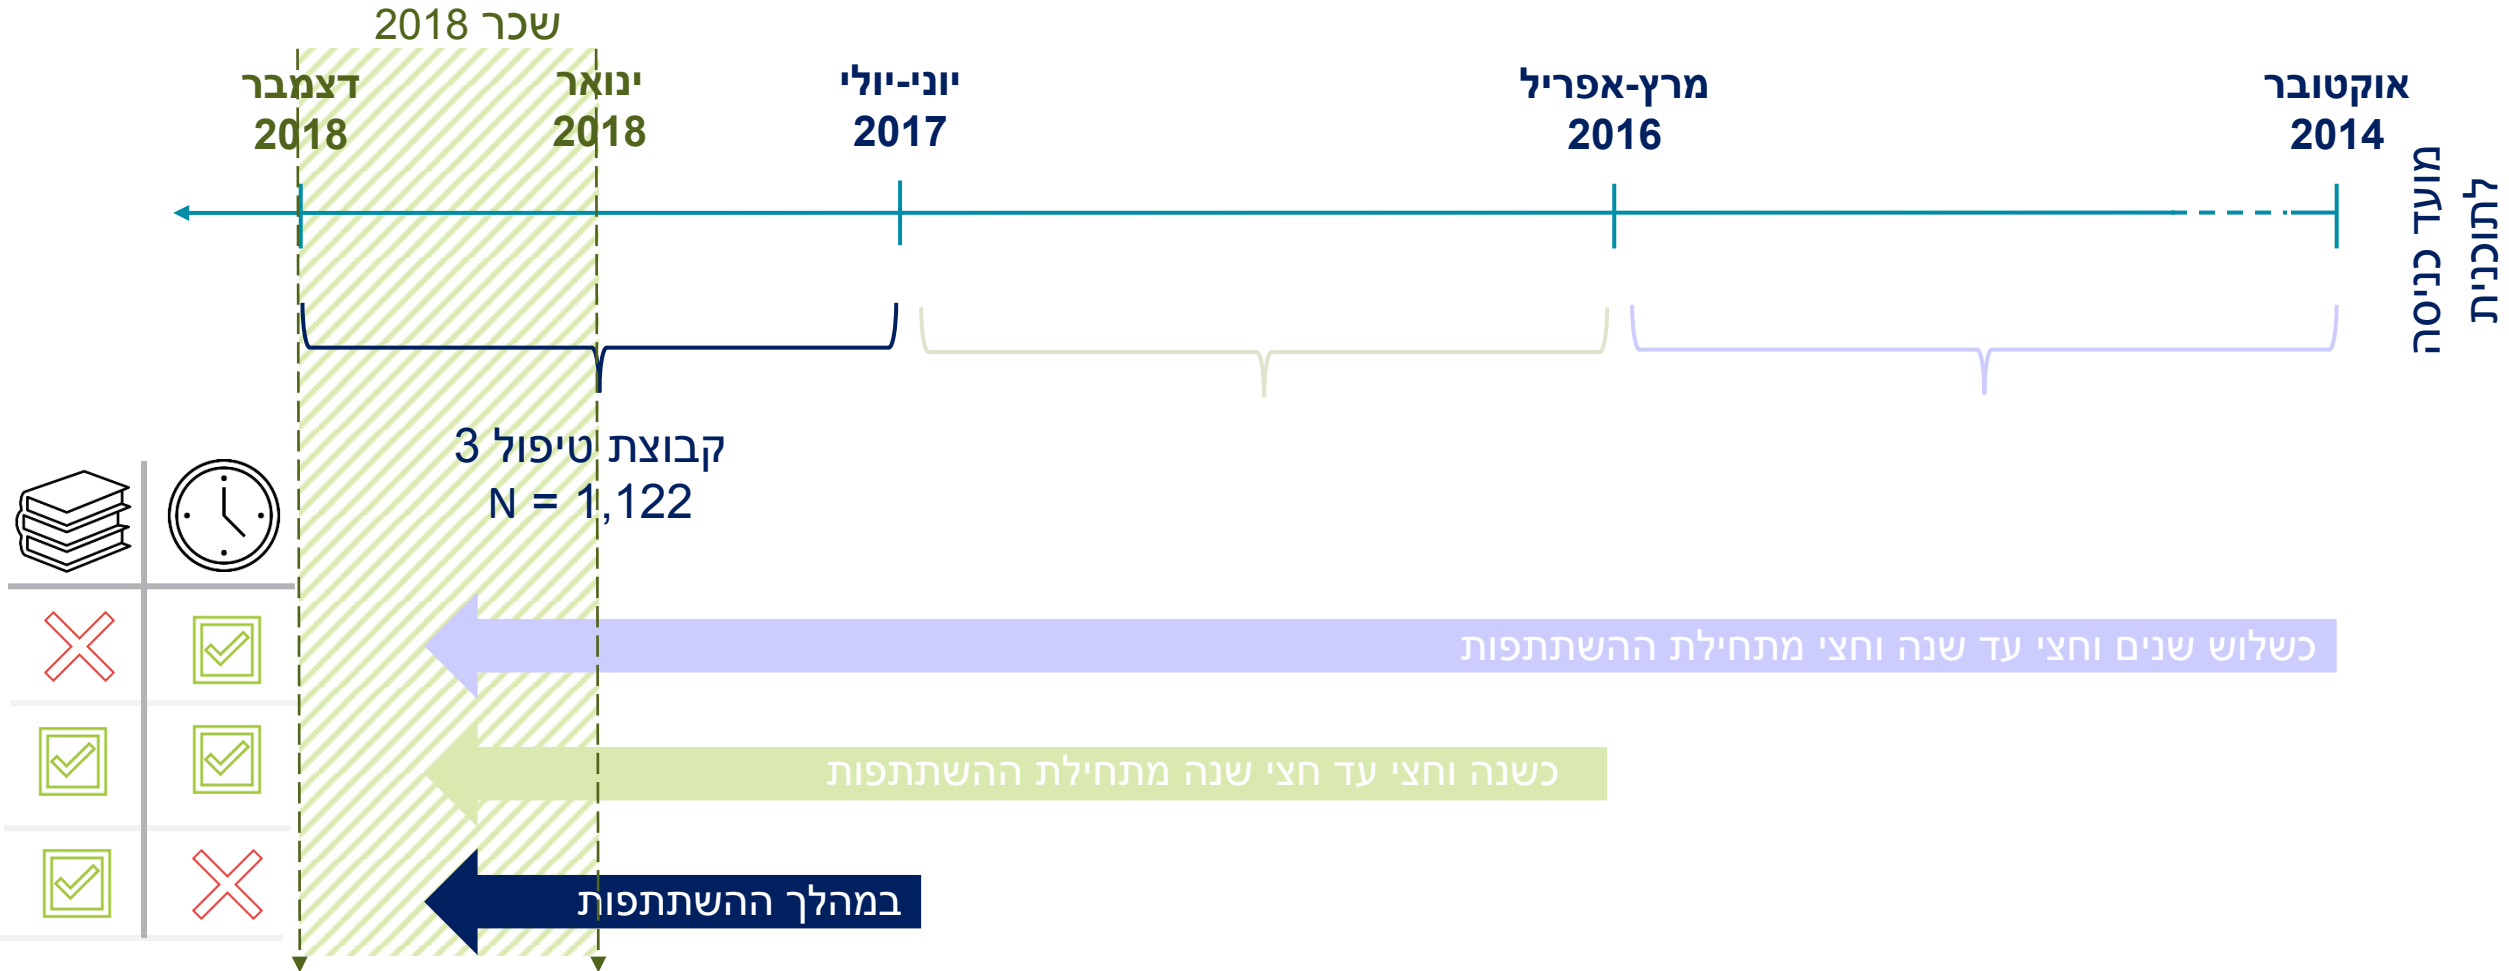 שכר 2018
אוקטובר
2014
מרץ-אפריל
2016
יוני-יולי
2017
ינואר
2018
דצמבר
2018
מועד כניסה
לתוכנית
קבוצת טיפול 3
N = 1,122
כשלוש שנים וחצי עד שנה וחצי מתחילת ההשתתפות
כשנה וחצי עד חצי שנה מתחילת ההשתתפות
במהלך ההשתתפות